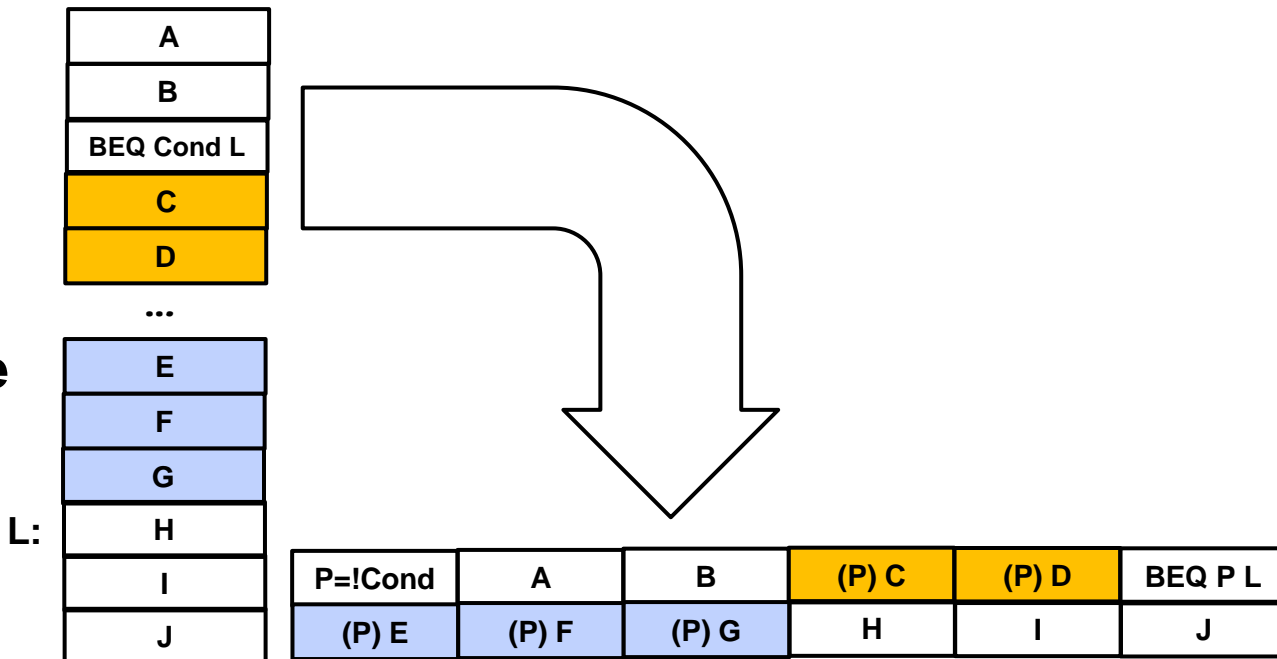 A
B
BEQ Cond L
C
D
...
e
E
F
G
L: H
I
J
P=!Cond A B (P) C (P) D BEQ P L
(P) E (P) F (P) G H I J